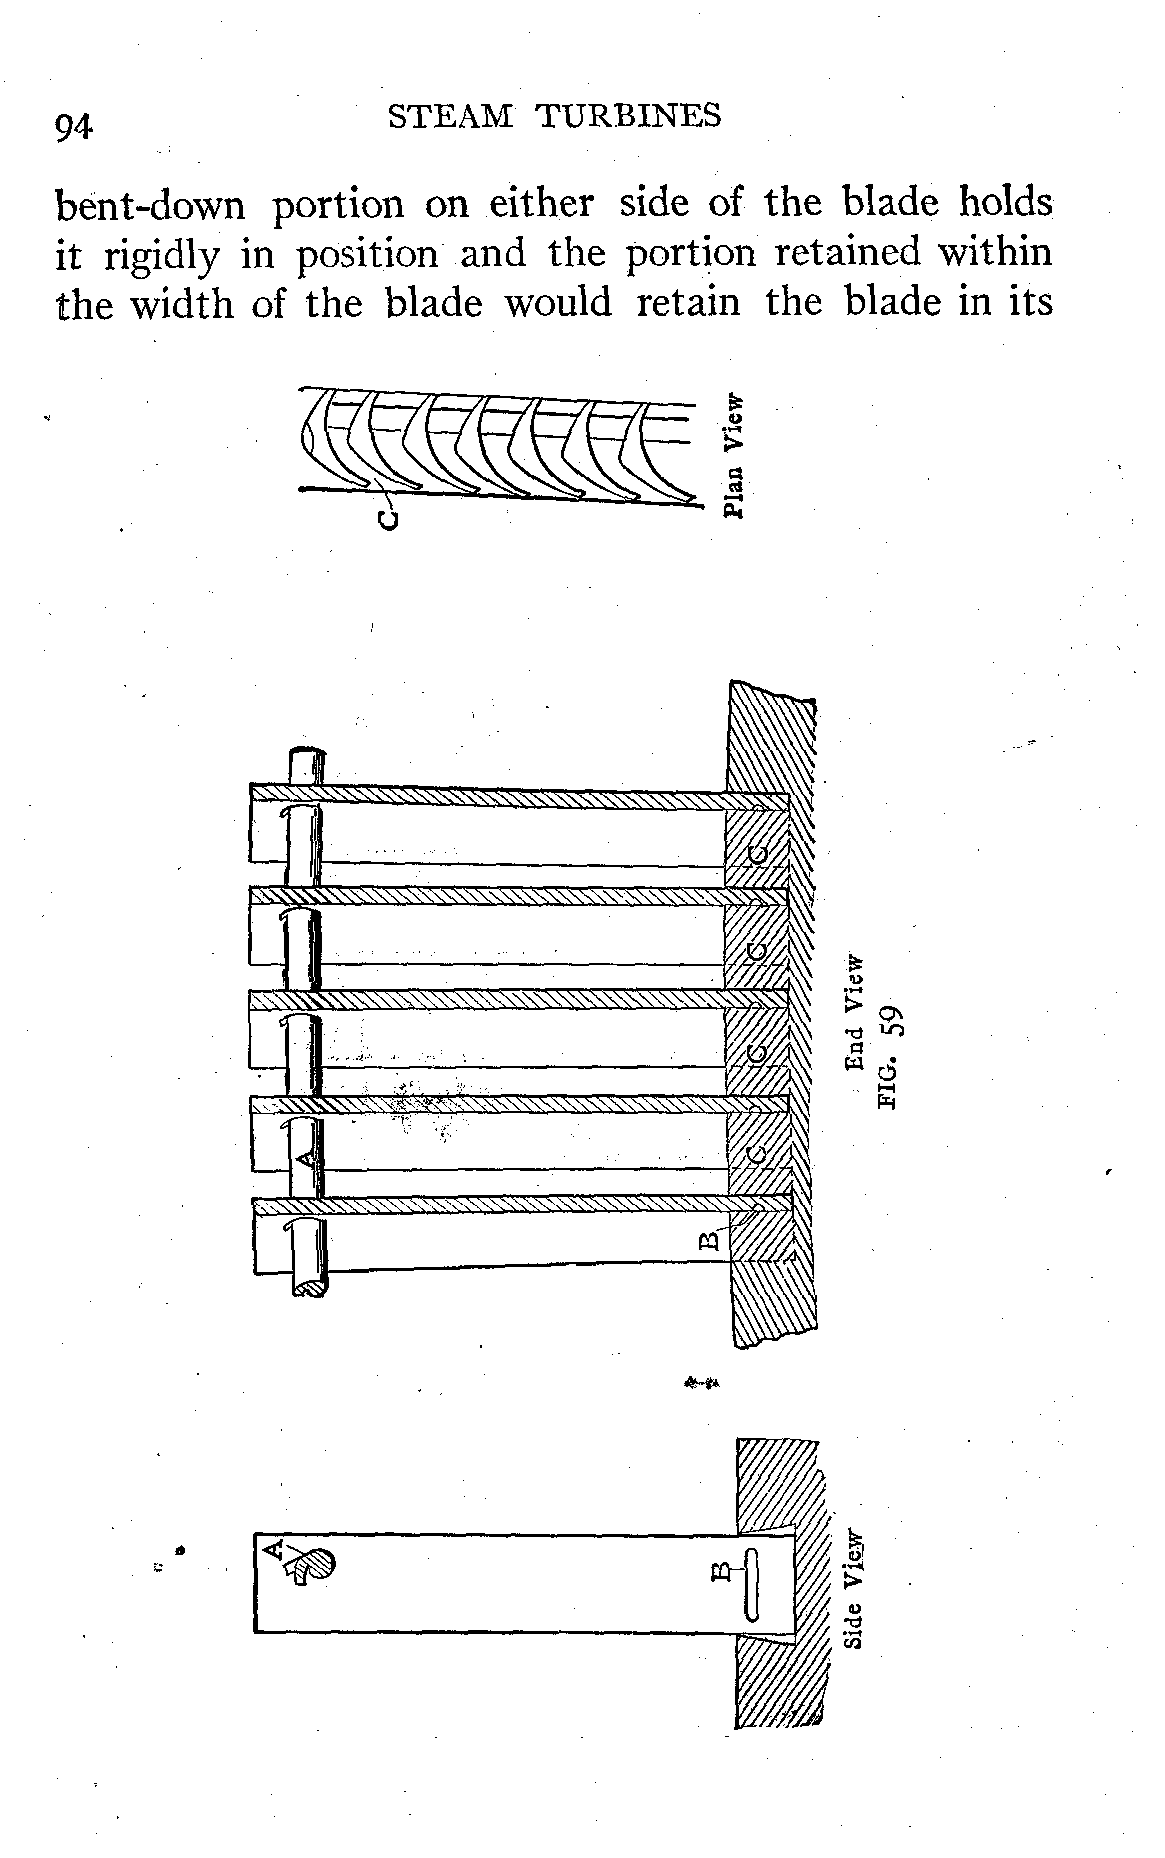 94
STEAM TURBINES
bent-down portion on either side of the blade holds
it rigidly in position and the portion retained within
the width of the blade would retain the blade in its
C
Plan View
C
C
C
C
A
B
End View
FIG. 59
A
B
Side View